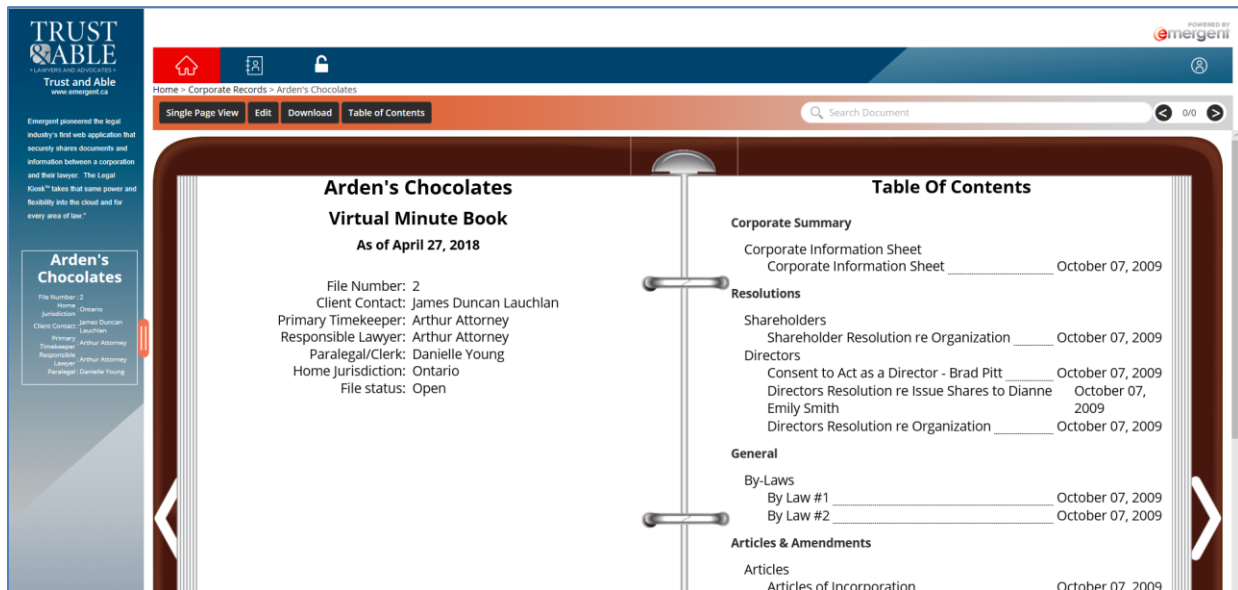 TRUST
&ABLE
• LAWYERS AND ADVOCATES •
Trust and Able
www.emergent.ca
Emergent pioneered the legal
industry's first web application that
securely shares documents and
information between a corporation
and their lawyer. The Legal
Kiosk™ takes that same power and
flexibility into the cloud and for
every area of law."
Arden's
Chocolates
File Number : 2
Home Jurisdiction : Ontario
Client Contact : James Duncan Lauchlan
Primary Timekeeper : Arthur Attorney
Responsible Lawyer : Arthur Attorney
Paralegal : Danielle Young
POWERED BY
emergent
Home > Corporate Records > Arden's Chocolates
Single Page View Edit Download Table of Contents Search Document 0/0
Arden's Chocolates
Virtual Minute Book
As of April 27, 2018
File Number: 2
Client Contact: James Duncan Lauchlan
Primary Timekeeper: Arthur Attorney
Responsible Lawyer: Arthur Attorney
Paralegal/Clerk: Danielle Young
Home Jurisdiction: Ontario
File status: Open
Table Of Contents
Corporate Summary
Corporate Information Sheet
Corporate Information Sheet October 07, 2009
Resolutions
Shareholders
Shareholder Resolution re Organization October 07, 2009
Directors
Consent to Act as a Director - Brad Pitt October 07, 2009
Directors Resolution re Issue Shares to Dianne October 07,
Emily Smith 2009
Directors Resolution re Organization October 07, 2009
General
By-Laws
By Law #1 October 07, 2009
By Law #2 October 07, 2009
Articles & Amendments
Articles
Articles of Incorporation October 07, 2009